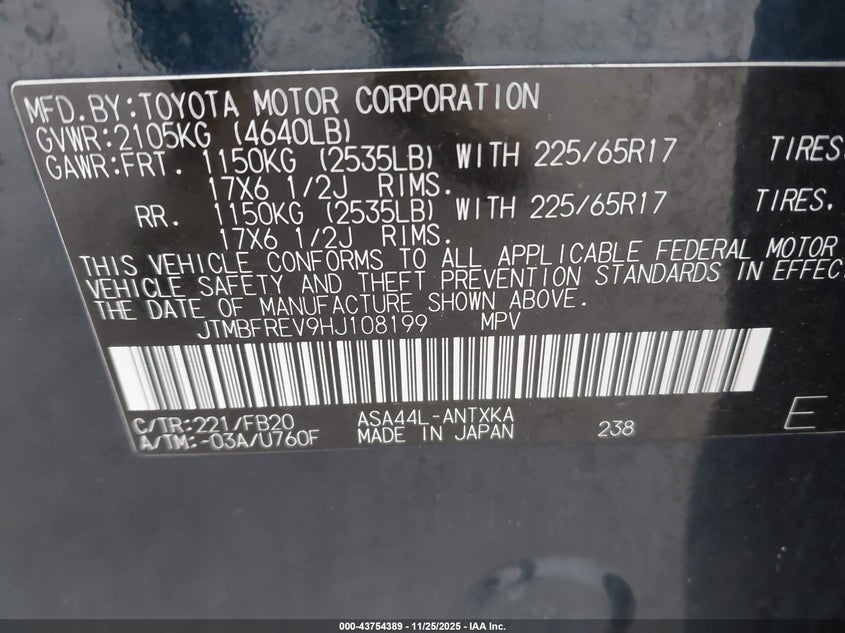 MFD.BY:TOYOTA MOTOR CORPORATION
GVWR:2105KG (4640LB)
GAWR:FRT. 1150KG (2535LB) WITH 225/65R17 TIRES
17X6 1/2J RIMS.
RR. 1150KG (2535LB) WITH 225/65R17 TIRES.
17X6 1/2J RIMS.
THIS VEHICLE CONFORMS TO ALL APPLICABLE FEDERAL MOTOR
VEHICLE SAFETY AND THEFT PREVENTION STANDARDS IN EFFEC
THE DATE OF MANUFACTURE SHOWN ABOVE.
JTMBFREV9HJ108199 MPV
C/TR:221/FB20 ASA44L-ANTXKA
A/TM:-03A/U760F MADE IN JAPAN 238 E
000-43754389 - 11/25/2025 - IAA Inc.